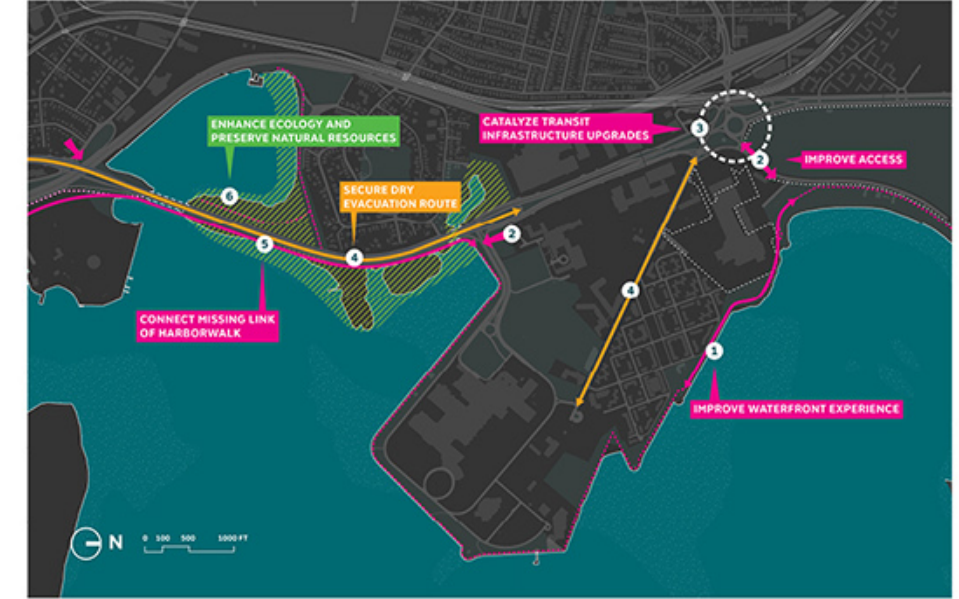 ENHANCE ECOLOGY AND
PRESERVE NATURAL RESOURCES
CATALYZE TRANSIT
INFRASTRUCTURE UPGRADES
3
2
IMPROVE ACCESS
6
SECURE DRY
EVACUATION ROUTE
5
4
2
4
CONNECT MISSING LINK
OF HARBORWALK
1
IMPROVE WATERFRONT EXPERIENCE
N
0 100 500 1000 FT